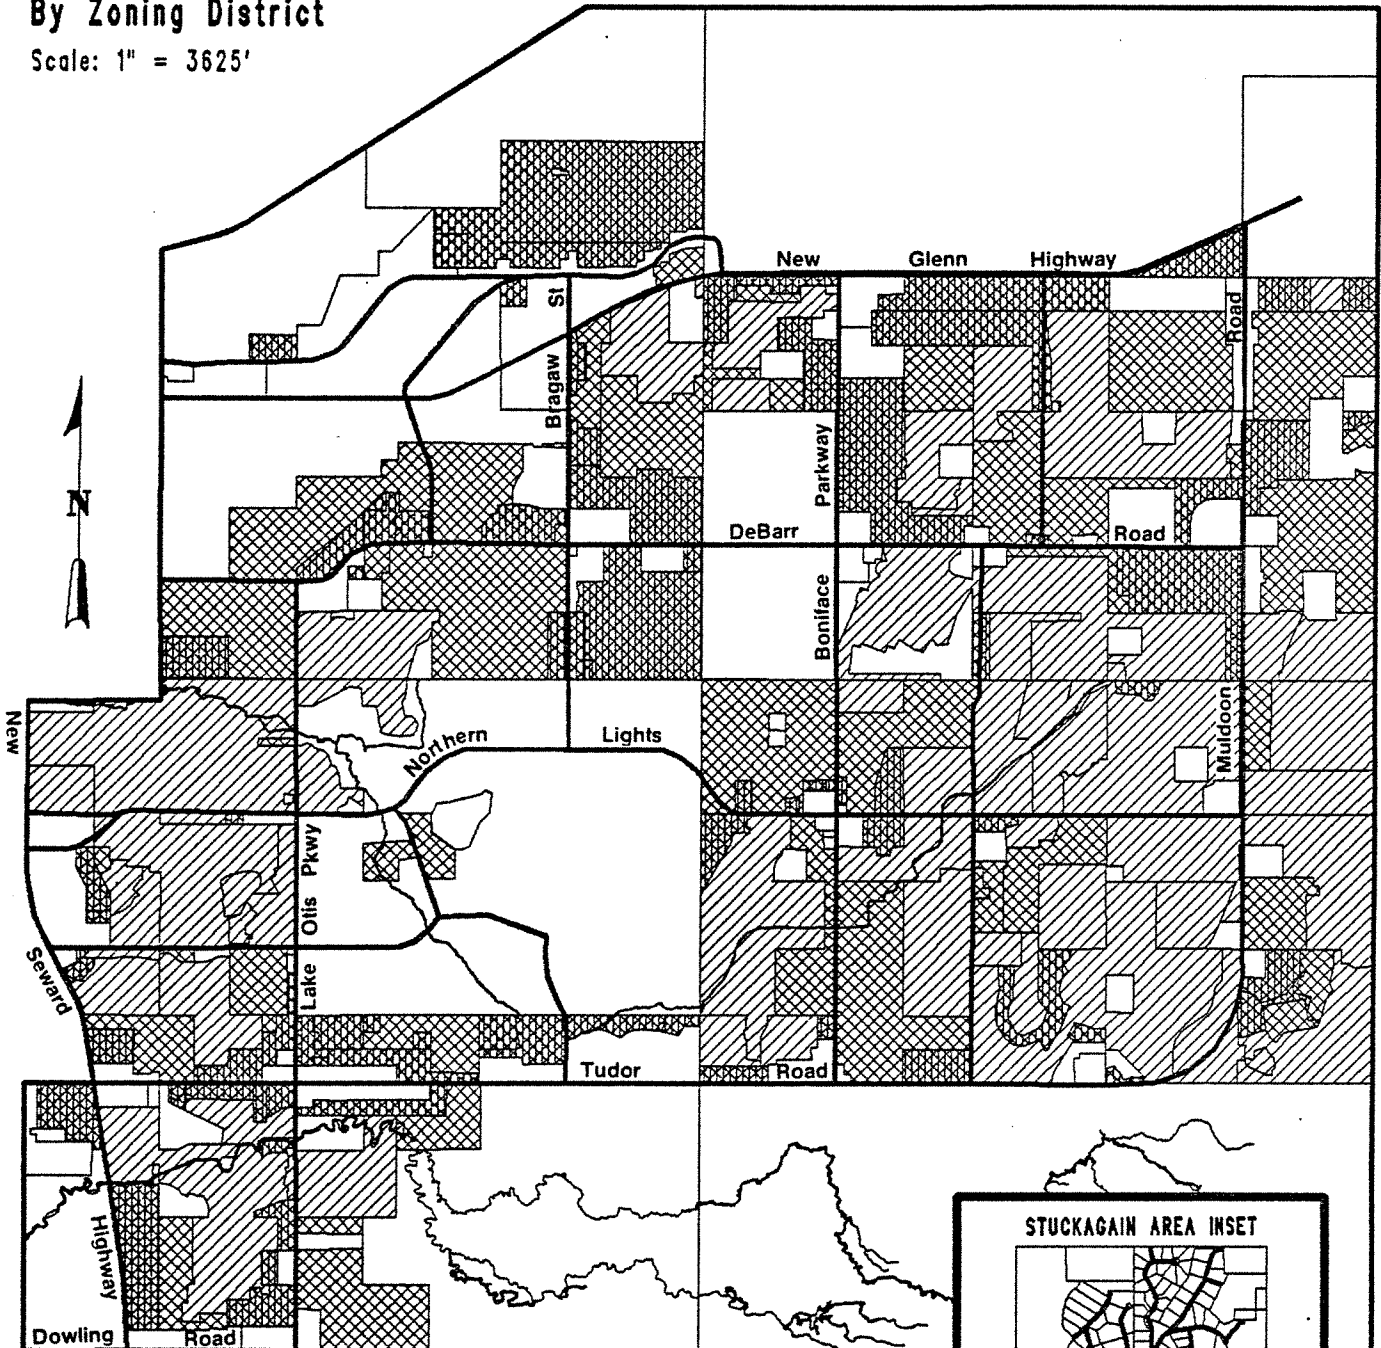 By Zoning District
Scale: 1" = 3625'
New Glenn Highway
St
Bragaw
Road
N
Parkway
DeBarr Road
Boniface
New
Northern Lights
Muldoon
Pkwy
Otis
Lake
Seward
Tudor Road
Highway
STUCKAGAIN AREA INSET
Dowling Road